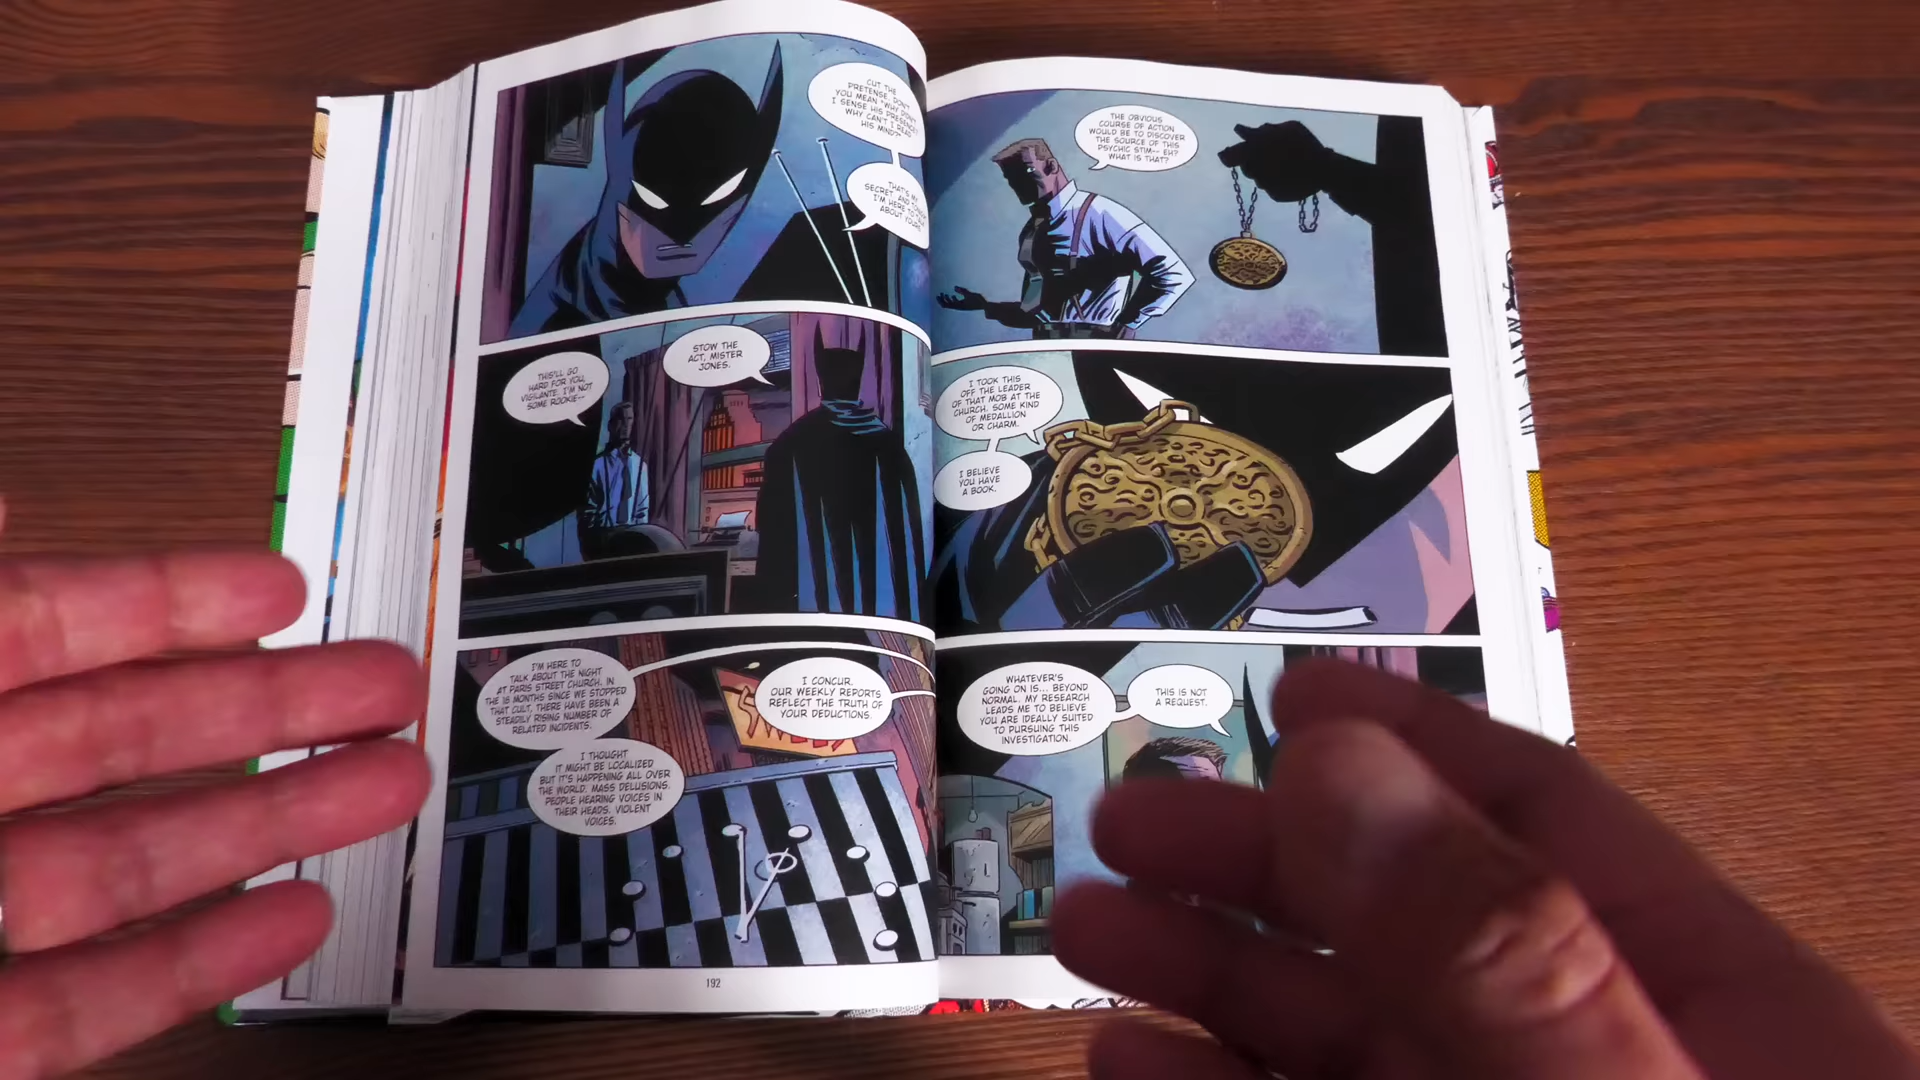 CUT THE
PRETENSE. DON'T
YOU MEAN "WHY DIDN'T
I SENSE HIS PRESENCE?
WHY CAN'T I READ
HIS MIND?"
THAT'S MY
SECRET. AND TONIGHT
I'M HERE TO TALK
ABOUT YOURS.
THIS'LL GO
HARD FOR YOU,
VIGILANTE. I'M NOT
SOME ROOKIE--
STOW THE
ACT, MISTER
JONES.
I'M HERE TO
TALK ABOUT THE NIGHT
AT PARIS STREET CHURCH. IN
THE 18 MONTHS SINCE WE STOPPED
THAT CULT, THERE HAVE BEEN A
STEADILY RISING NUMBER OF
RELATED INCIDENTS.
I THOUGHT
IT MIGHT BE LOCALIZED
BUT IT'S HAPPENING ALL OVER
THE WORLD. MASS DELUSIONS.
PEOPLE HEARING VOICES IN
THEIR HEADS. VIOLENT
VOICES.
I CONCUR.
OUR WEEKLY REPORTS
REFLECT THE TRUTH OF
YOUR DEDUCTIONS.
192
THE OBVIOUS
COURSE OF ACTION
WOULD BE TO DISCOVER
THE SOURCE OF THIS
PSYCHIC STIM-- EH?
WHAT IS THAT?
I TOOK THIS
OFF THE LEADER
OF THAT MOB AT THE
CHURCH. SOME KIND
OF MEDALLION
OR CHARM.
I BELIEVE
YOU HAVE
A BOOK.
WHATEVER'S
GOING ON IS... BEYOND
NORMAL. MY RESEARCH
LEADS ME TO BELIEVE
YOU ARE IDEALLY SUITED
TO PURSUING THIS
INVESTIGATION.
THIS IS NOT
A REQUEST.